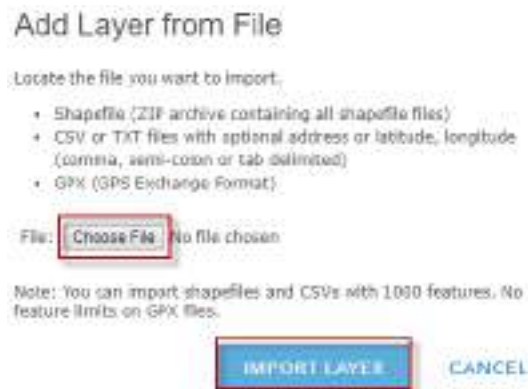 Add Layer from File
Locate the file you want to import.
• Shapefile (ZIP archive containing all shapefile files)
• CSV or TXT files with optional address or latitude, longitude
(comma, semi-colon or tab delimited)
• GPX (GPS Exchange Format)
File: Choose File No file chosen
Note: You can import shapefiles and CSVs with 1000 features. No
feature limits on GPX files.
IMPORT LAYER CANCEL